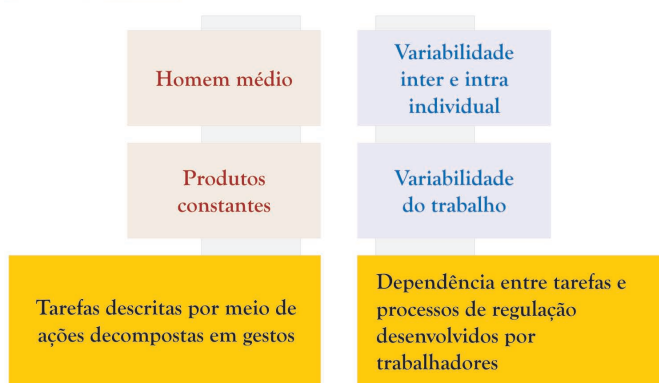 Homem médio
Variabilidade
inter e intra
individual
Produtos
constantes
Variabilidade
do trabalho
Tarefas descritas por meio de
ações decompostas em gestos
Dependência entre tarefas e
processos de regulação
desenvolvidos por
trabalhadores